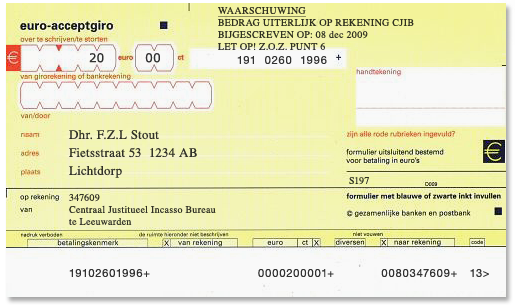 WAARSCHUWING
euro-acceptgiro
BEDRAG UITERLIJK OP REKENING CJIB
over te schrijven/te storten
BIJGESCHREVEN OP: 08 dec 2009
LET OP! Z.O.Z. PUNT 6
€ 20 euro 00 ct
191 0260 1996 +
van girorekening of bankrekening
handtekening
van/door
naam Dhr. F.Z.L Stout
zijn alle rode rubrieken ingevuld?
adres Fietsstraat 53 1234 AB
formulier uitsluitend bestemd
voor betaling in euro's
€
plaats Lichtdorp
S197 D009
op rekening 347609
formulier met blauwe of zwarte inkt invullen
van Centraal Justitueel Incasso Bureau
te Leeuwarden
© gezamenlijke banken en postbank
nadruk verboden de ruimte hieronder niet beschrijven niet vouwen
betalingskenmerk X van rekening euro ct X diversen X naar rekening code
19102601996+ 0000200001+ 0080347609+ 13>